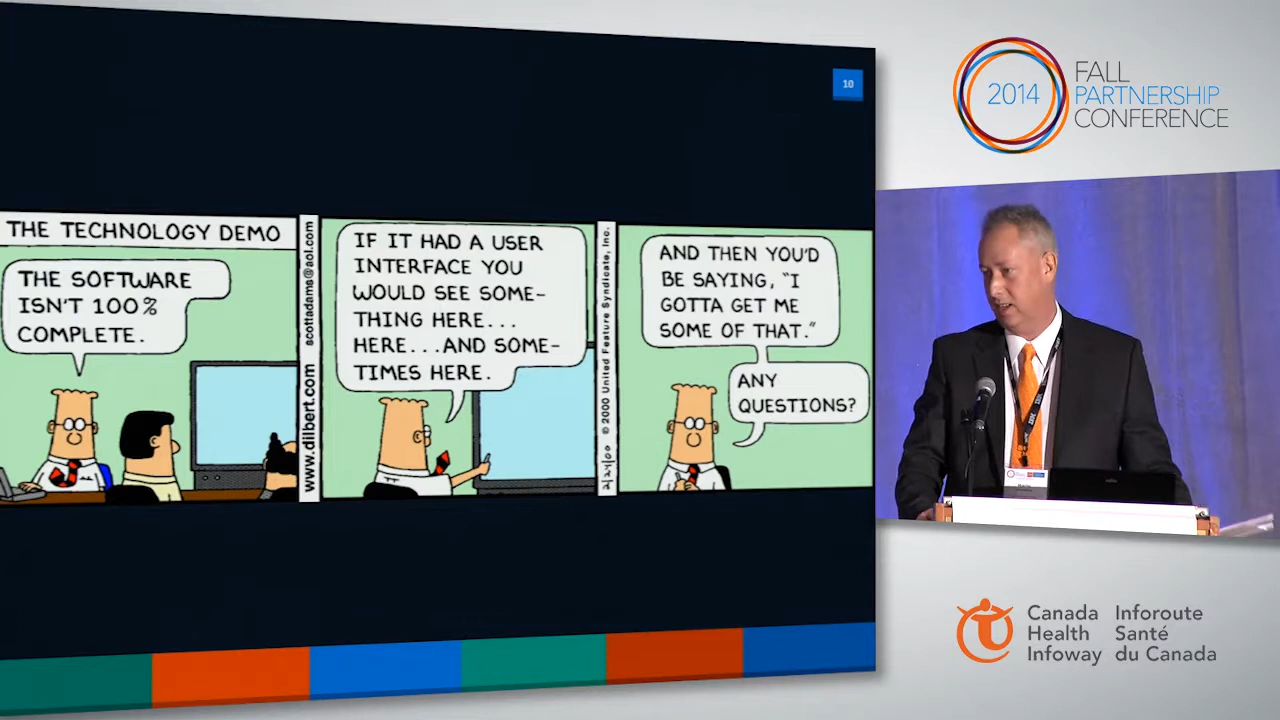 10
THE TECHNOLOGY DEMO
THE SOFTWARE
ISN'T 100%
COMPLETE.
www.dilbert.com
scottadams@aol.com
IF IT HAD A USER
INTERFACE YOU
WOULD SEE SOME-
THING HERE...
HERE...AND SOME-
TIMES HERE.
© 2000 United Feature Syndicate, Inc.
AND THEN YOU'D
BE SAYING, "I
GOTTA GET ME
SOME OF THAT."
ANY
QUESTIONS?
2014
FALL
PARTNERSHIP
CONFERENCE
Canada
Health
Infoway
Inforoute
Santé
du Canada